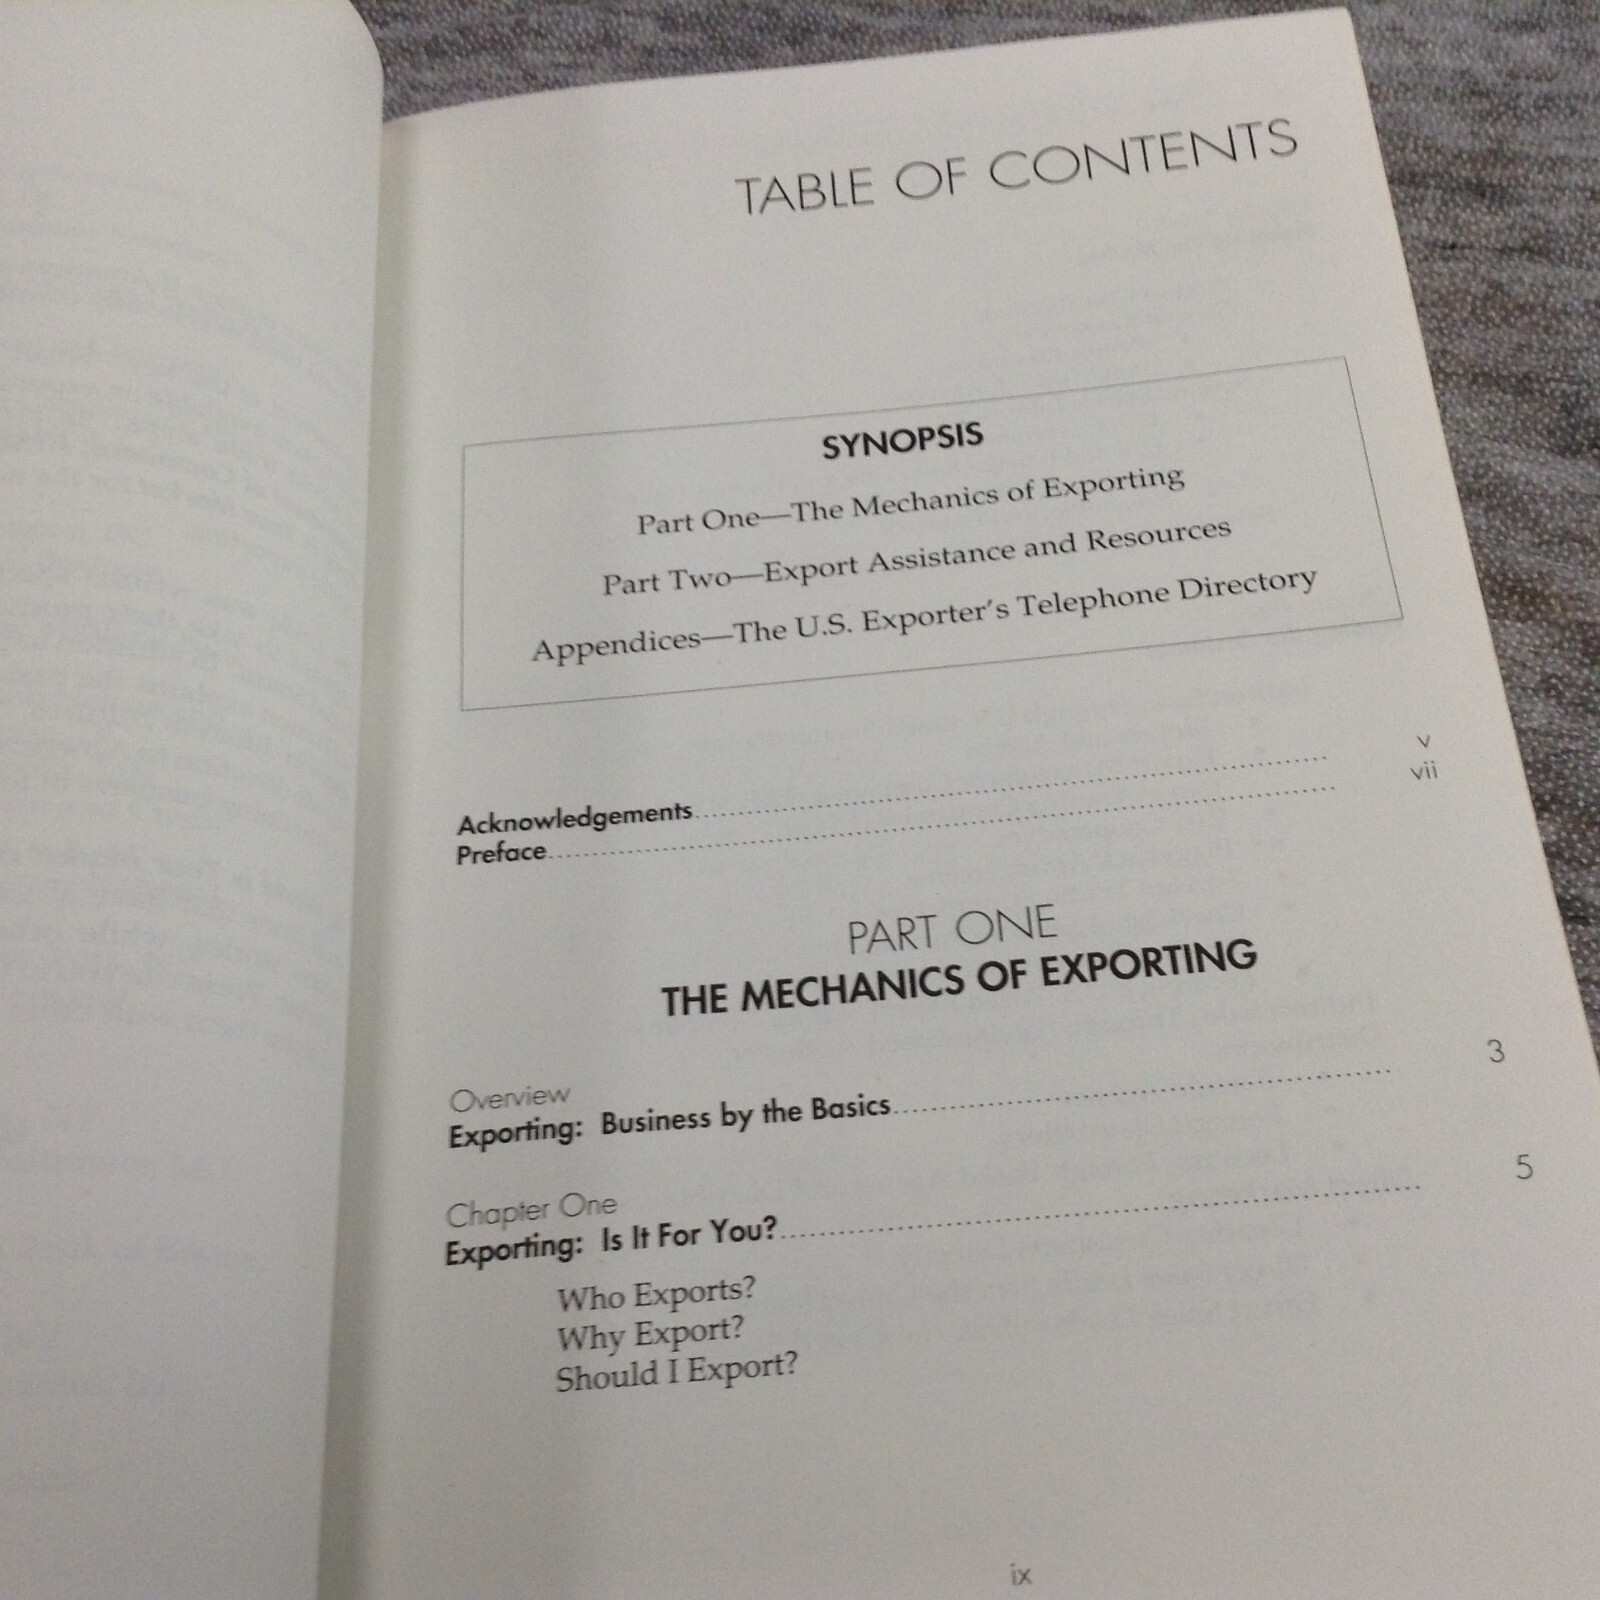 TABLE OF CONTENTS
SYNOPSIS
Part One—The Mechanics of Exporting
Part Two—Export Assistance and Resources
Appendices—The U.S. Exporter's Telephone Directory
Acknowledgements.......... v
Preface.......... vii
PART ONE
THE MECHANICS OF EXPORTING
Overview
Exporting: Business by the Basics.......... 3
Chapter One
Exporting: Is It For You?.......... 5
Who Exports?
Why Export?
Should I Export?
ix